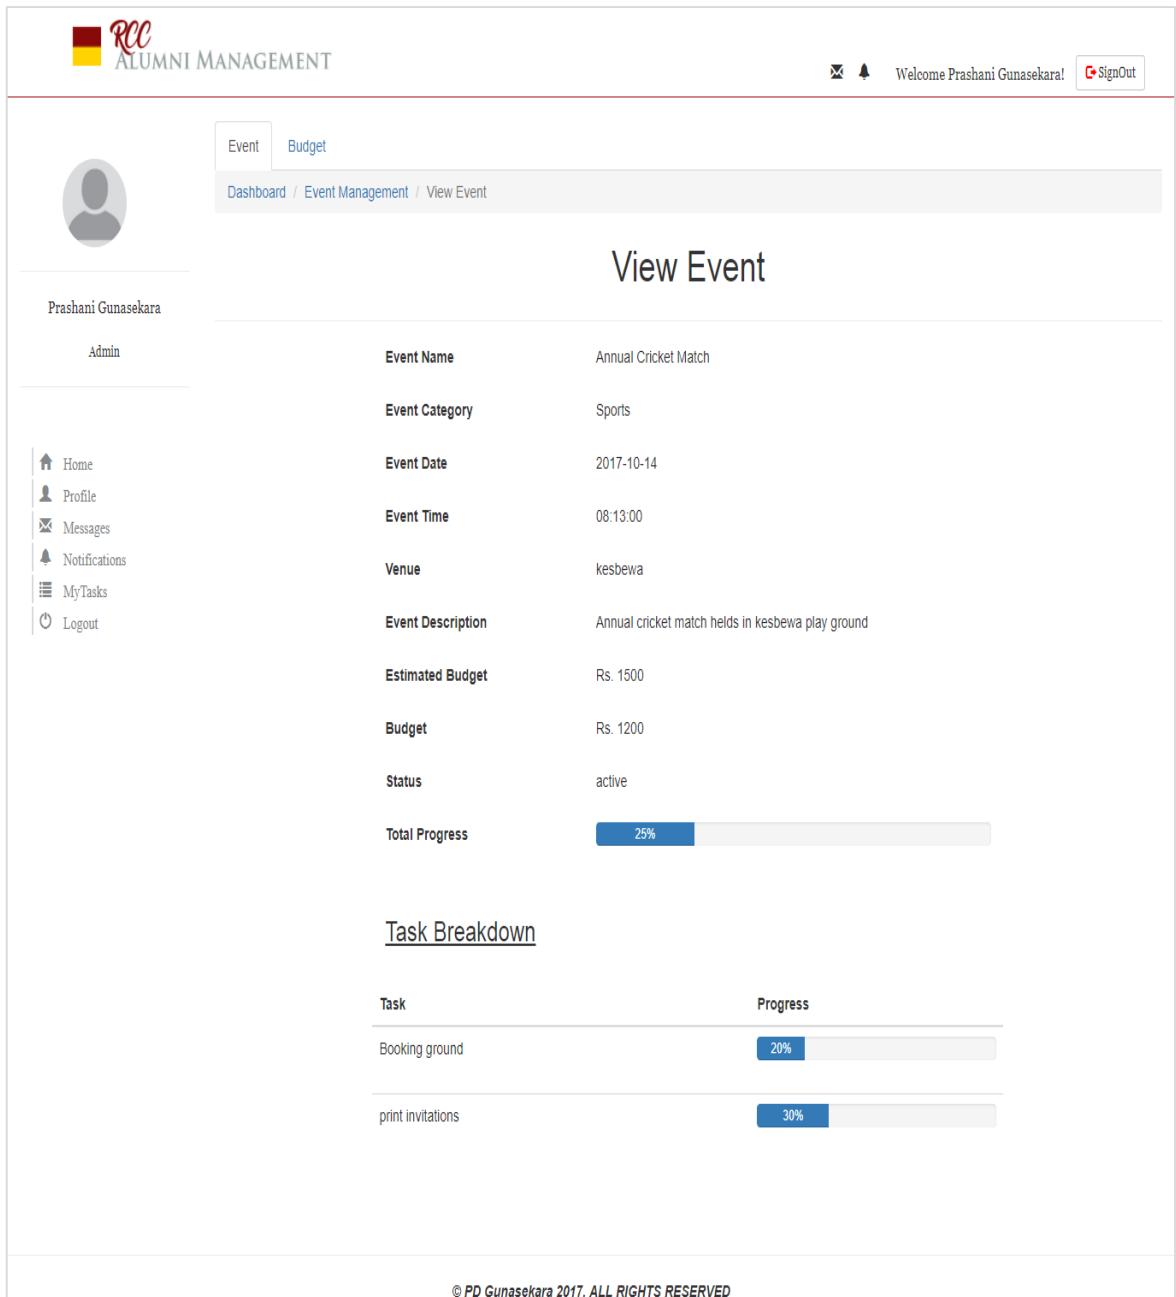 RCC
ALUMNI MANAGEMENT
Welcome Prashani Gunasekara!
SignOut
Event Budget
Dashboard / Event Management / View Event
View Event
Prashani Gunasekara
Admin
Home
Profile
Messages
Notifications
MyTasks
Logout
Event Name Annual Cricket Match
Event Category Sports
Event Date 2017-10-14
Event Time 08:13:00
Venue kesbewa
Event Description Annual cricket match helds in kesbewa play ground
Estimated Budget Rs. 1500
Budget Rs. 1200
Status active
Total Progress 25%
Task Breakdown
Task Progress
Booking ground 20%
print invitations 30%
© PD Gunasekara 2017. ALL RIGHTS RESERVED